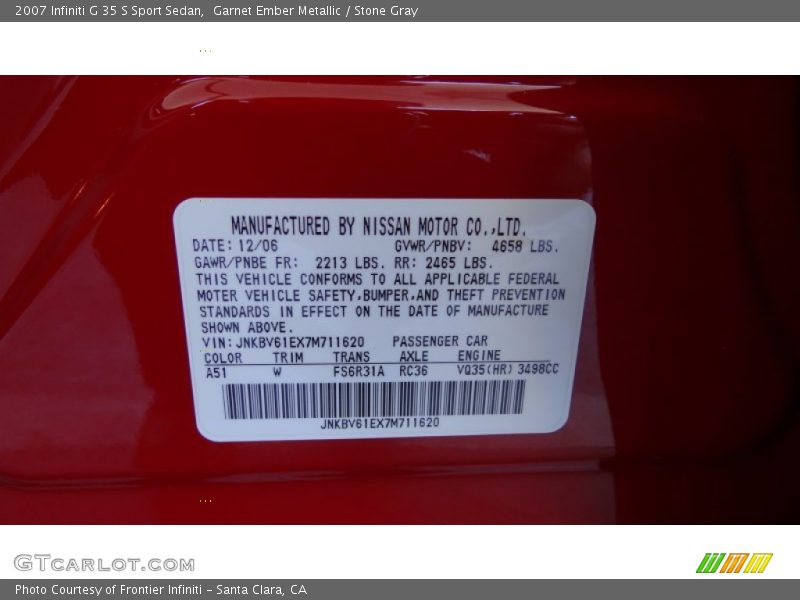 2007 Infiniti G 35 S Sport Sedan,  Garnet Ember Metallic / Stone Gray
...
MANUFACTURED BY NISSAN MOTOR CO.,LTD.
DATE: 12/06 GVWR/PNBV: 4658 LBS.
GAWR/PNBE FR: 2213 LBS. RR: 2465 LBS.
THIS VEHICLE CONFORMS TO ALL APPLICABLE FEDERAL
MOTER VEHICLE SAFETY,BUMPER,AND THEFT PREVENTION
STANDARDS IN EFFECT ON THE DATE OF MANUFACTURE
SHOWN ABOVE.
VIN: JNKBV61EX7M711620 PASSENGER CAR
COLOR TRIM TRANS AXLE ENGINE
A51 W FS6R31A RC36 VQ35(HR) 3498CC
JNKBV61EX7M711620
...
GTcarlot.com
Photo Courtesy of Frontier Infiniti - Santa Clara, CA